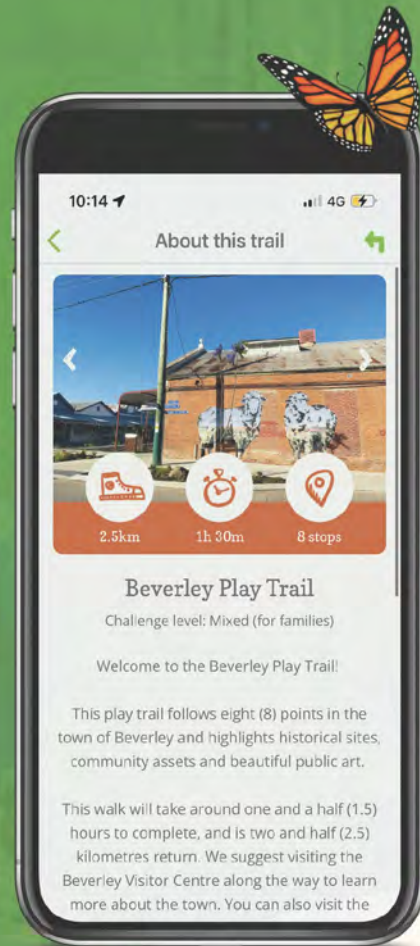 10:14 4G
About this trail
2.5km 1h 30m 8 stops
Beverley Play Trail
Challenge level: Mixed (for families)
Welcome to the Beverley Play Trail!
This play trail follows eight (8) points in the
town of Beverley and highlights historical sites,
community assets and beautiful public art.
This walk will take around one and a half (1.5)
hours to complete, and is two and half (2.5)
kilometres return. We suggest visiting the
Beverley Visitor Centre along the way to learn
more about the town. You can also visit the